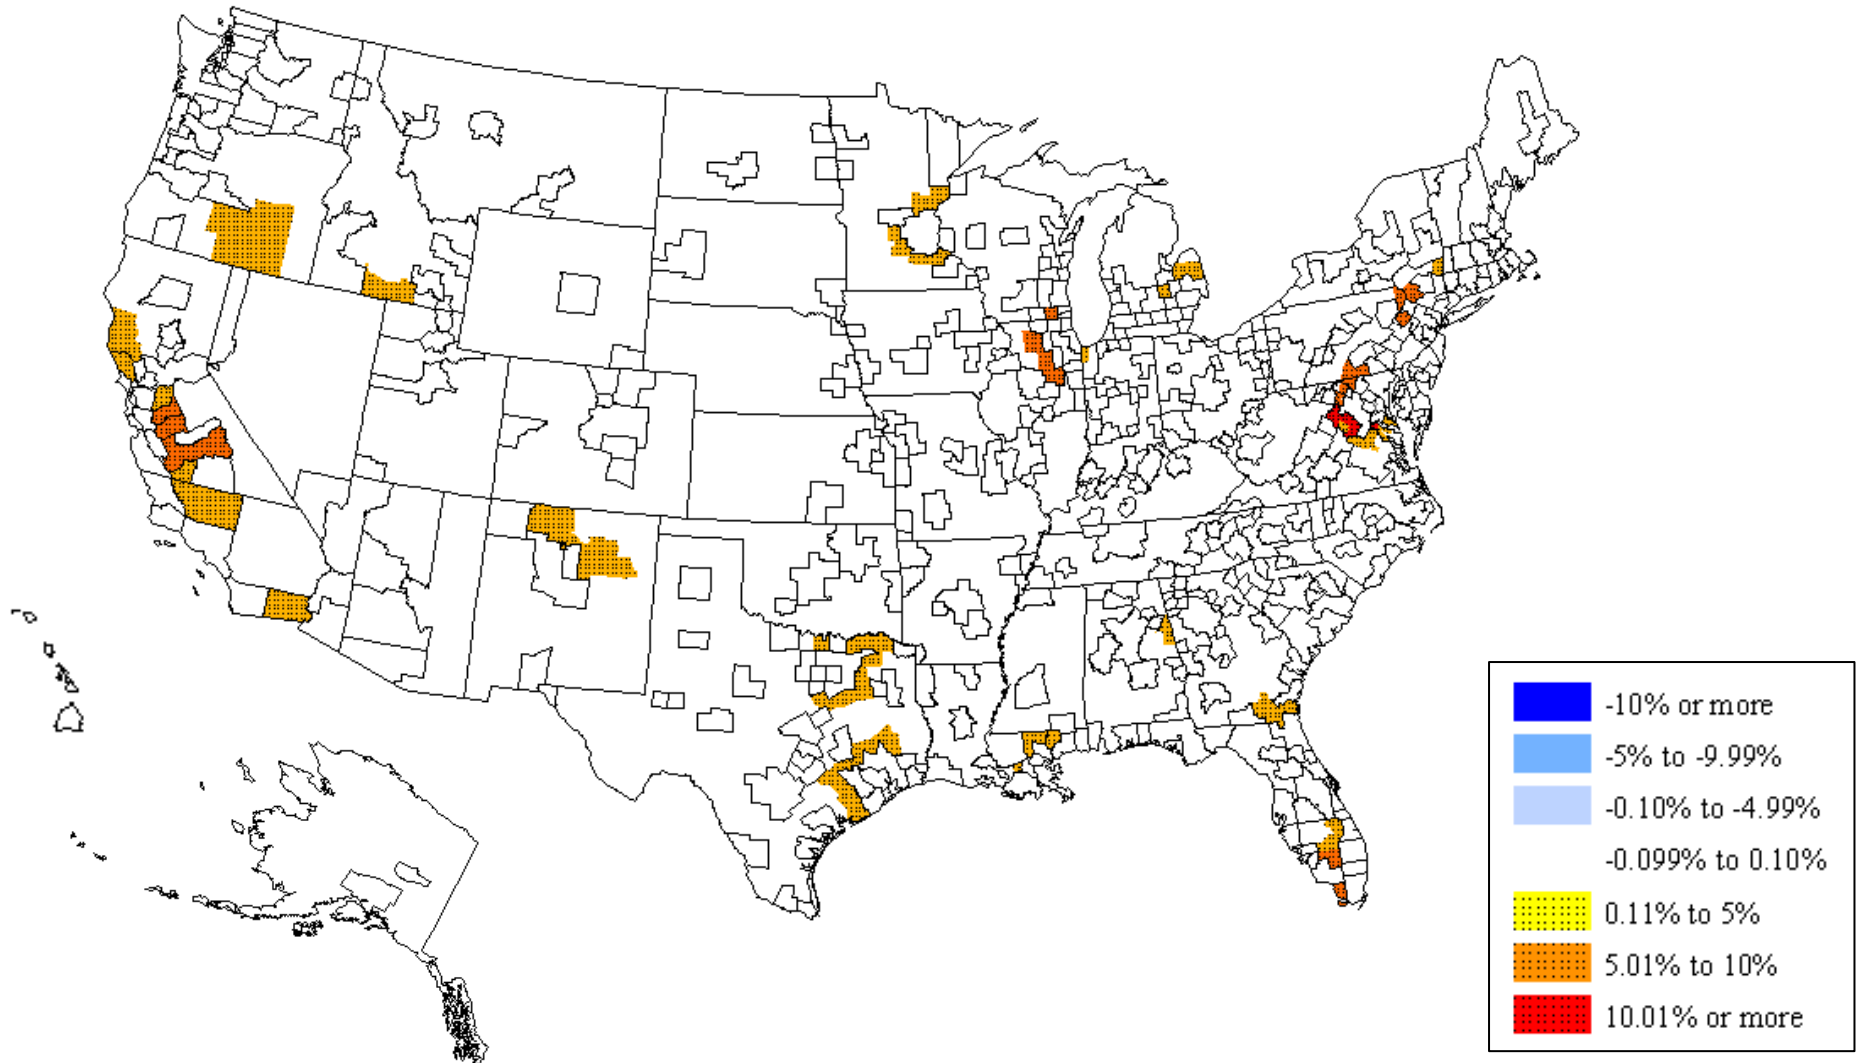 -10% or more
-5% to -9.99%
-0.10% to -4.99%
-0.099% to 0.10%
0.11% to 5%
5.01% to 10%
10.01% or more